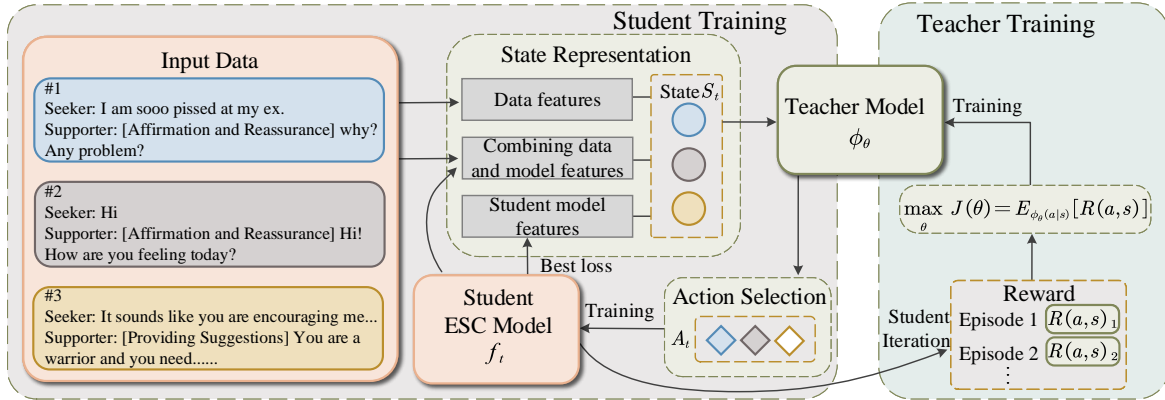 Student Training
Teacher Training
Input Data
#1
Seeker: I am sooo pissed at my ex.
Supporter: [Affirmation and Reassurance] why?
Any problem?
#2
Seeker: Hi
Supporter: [Affirmation and Reassurance] Hi!
How are you feeling today?
#3
Seeker: It sounds like you are encouraging me...
Supporter: [Providing Suggestions] You are a
warrior and you need......
State Representation
Data features
Combining data
and model features
Student model
features
State S_t
Best loss
Student
ESC Model
f_t
Training
Action Selection
A_t
Teacher Model
ϕ_θ
Training
max_θ J(θ)=E_{ϕ_θ(a|s)}[R(a,s)]
Student
Iteration
Reward
Episode 1 R(a,s)_1
Episode 2 R(a,s)_2
⋮